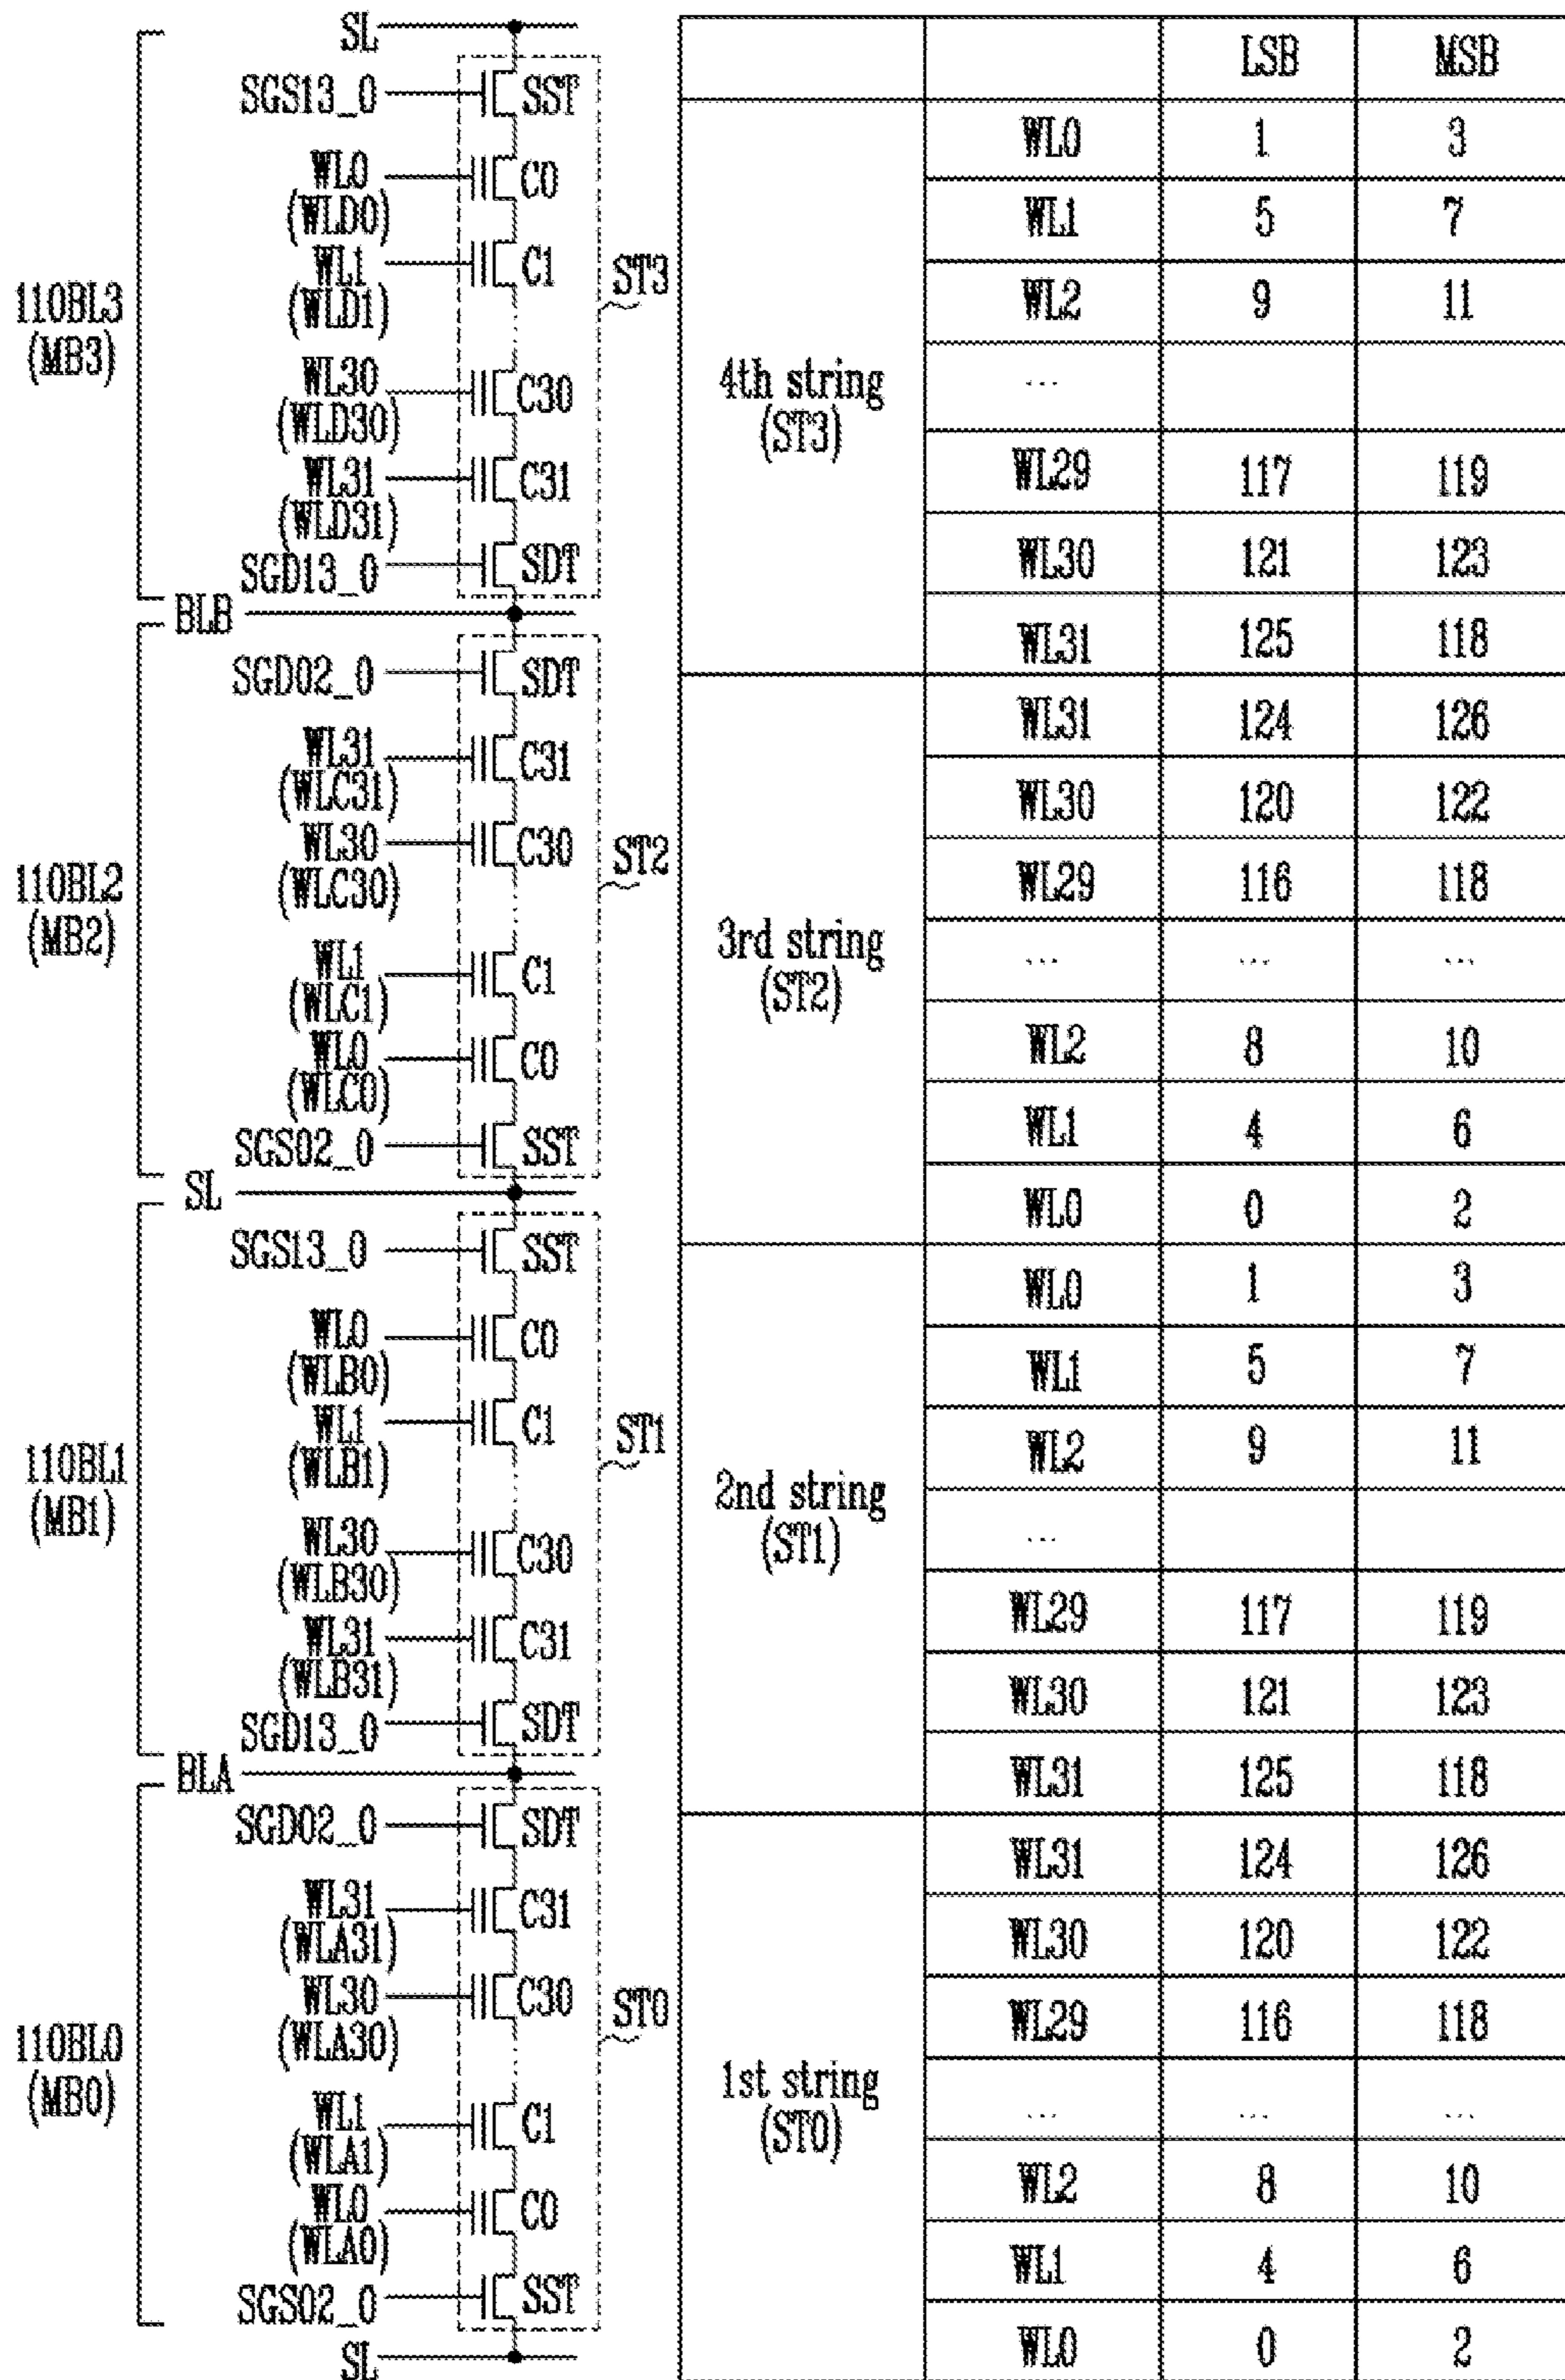 SL
SGS13_0
SST
WL0
(WLD0)
C0
WL1
(WLD1)
C1
ST3
110BL3
(MB3)
WL30
(WLD30)
C30
WL31
(WLD31)
C31
SGD13_0
SDT
BLB
SGD02_0
SDT
WL31
(WLC31)
C31
WL30
(WLC30)
C30
ST2
110BL2
(MB2)
WL1
(WLC1)
C1
WL0
(WLC0)
C0
SGS02_0
SST
SL
SGS13_0
SST
WL0
(WLB0)
C0
WL1
(WLB1)
C1
ST1
110BL1
(MB1)
WL30
(WLB30)
C30
WL31
(WLB31)
C31
SGD13_0
SDT
BLA
SGD02_0
SDT
WL31
(WLA31)
C31
WL30
(WLA30)
C30
ST0
110BL0
(MB0)
WL1
(WLA1)
C1
WL0
(WLA0)
C0
SGS02_0
SST
SL
LSB MSB
4th string
(ST3)
WL0 1 3
WL1 5 7
WL2 9 11
...
WL29 117 119
WL30 121 123
WL31 125 118
3rd string
(ST2)
WL31 124 126
WL30 120 122
WL29 116 118
... ... ...
WL2 8 10
WL1 4 6
WL0 0 2
2nd string
(ST1)
WL0 1 3
WL1 5 7
WL2 9 11
...
WL29 117 119
WL30 121 123
WL31 125 118
1st string
(ST0)
WL31 124 126
WL30 120 122
WL29 116 118
... ... ...
WL2 8 10
WL1 4 6
WL0 0 2